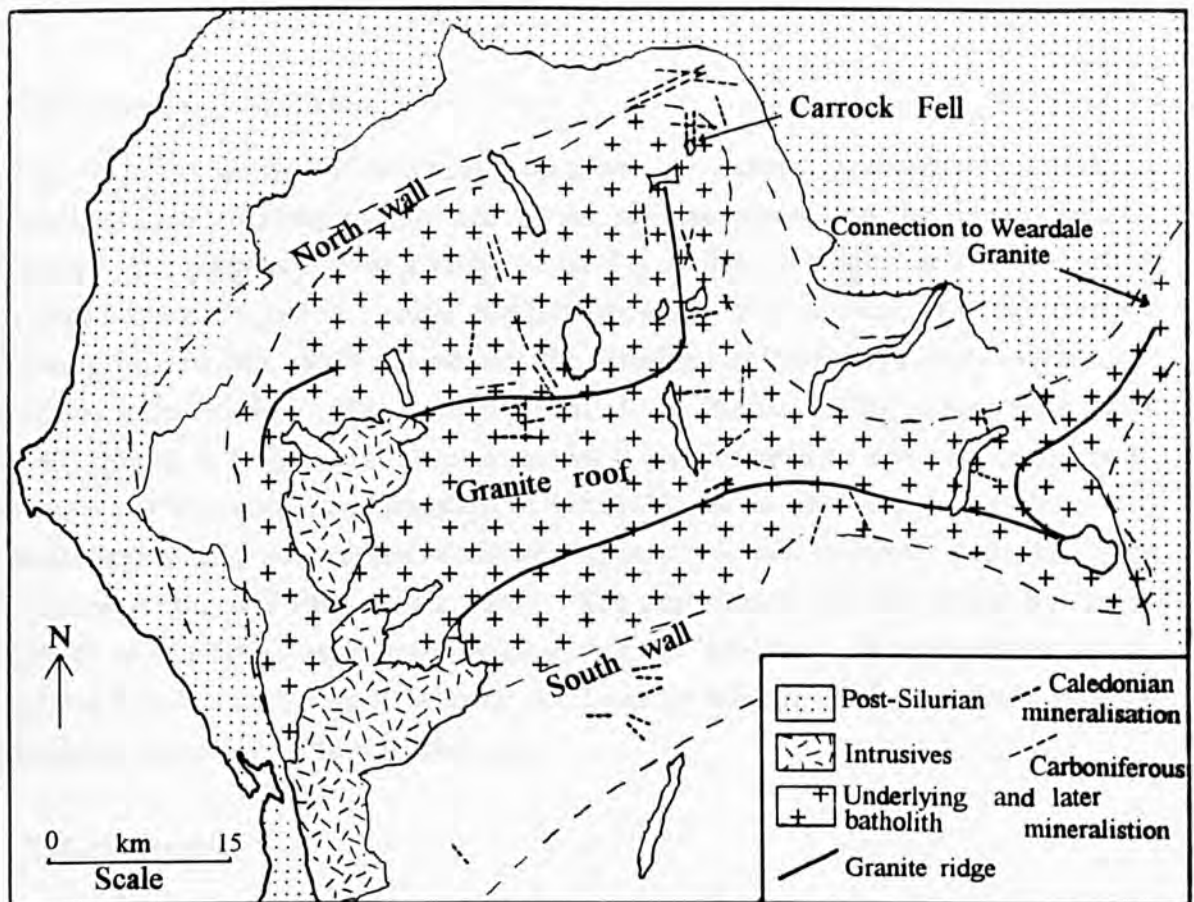 Carrock Fell
North wall
Connection to Weardale
Granite
Granite roof
South wall
N
0 km 15
Scale
Post-Silurian
Intrusives
Underlying
batholith
Granite ridge
Caledonian
mineralisation
Carboniferous
and later
mineralistion